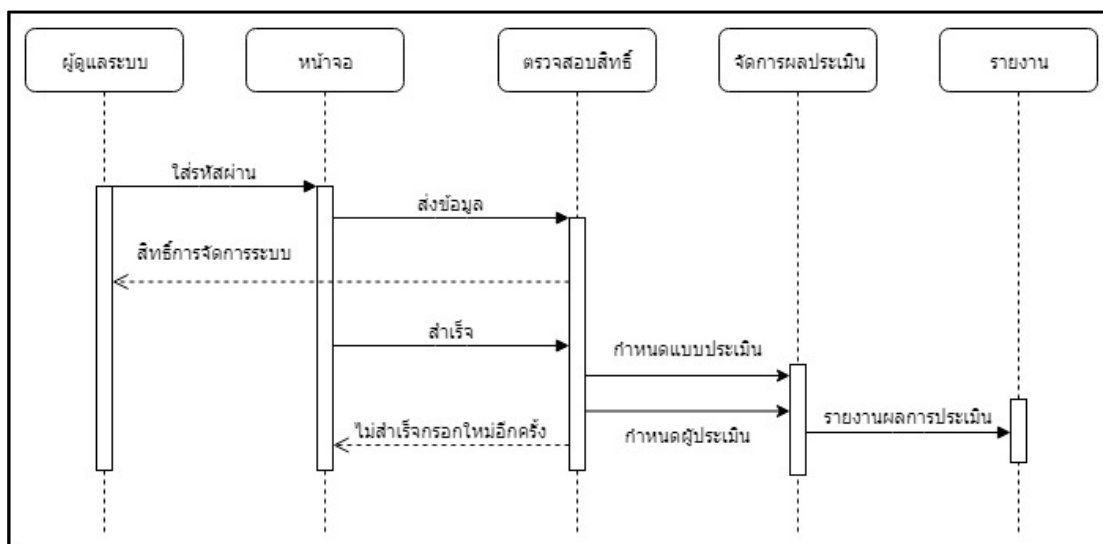 ผู้ดูแลระบบ
หน้าจอ
ตรวจสอบสิทธิ์
จัดการผลประเมิน
รายงาน
ใส่รหัสผ่าน
ส่งข้อมูล
สิทธิ์การจัดการระบบ
สำเร็จ
กำหนดแบบประเมิน
ไม่สำเร็จกรอกใหม่อีกครั้ง
กำหนดผู้ประเมิน
รายงานผลการประเมิน